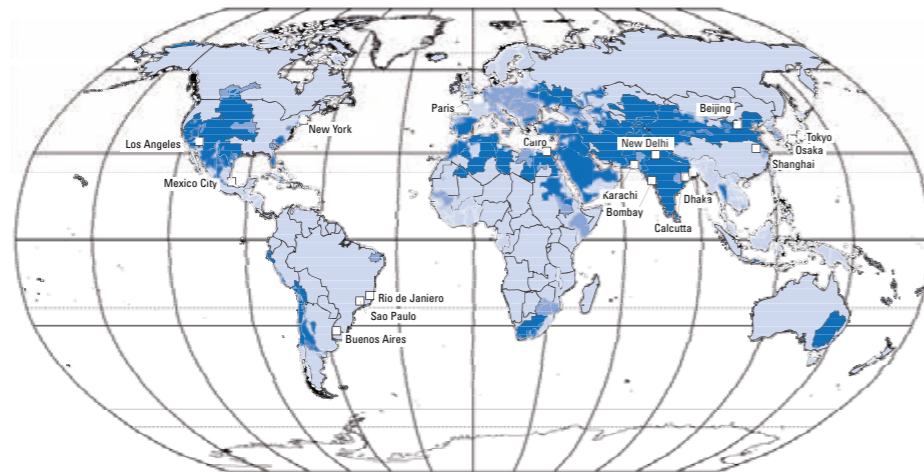 Paris
Beijing
New York
Los Angeles
Cairo
New Delhi
Tokyo
Osaka
Shanghai
Mexico City
Karachi
Dhaka
Bombay
Calcutta
Rio de Janiero
Sao Paulo
Buenos Aires